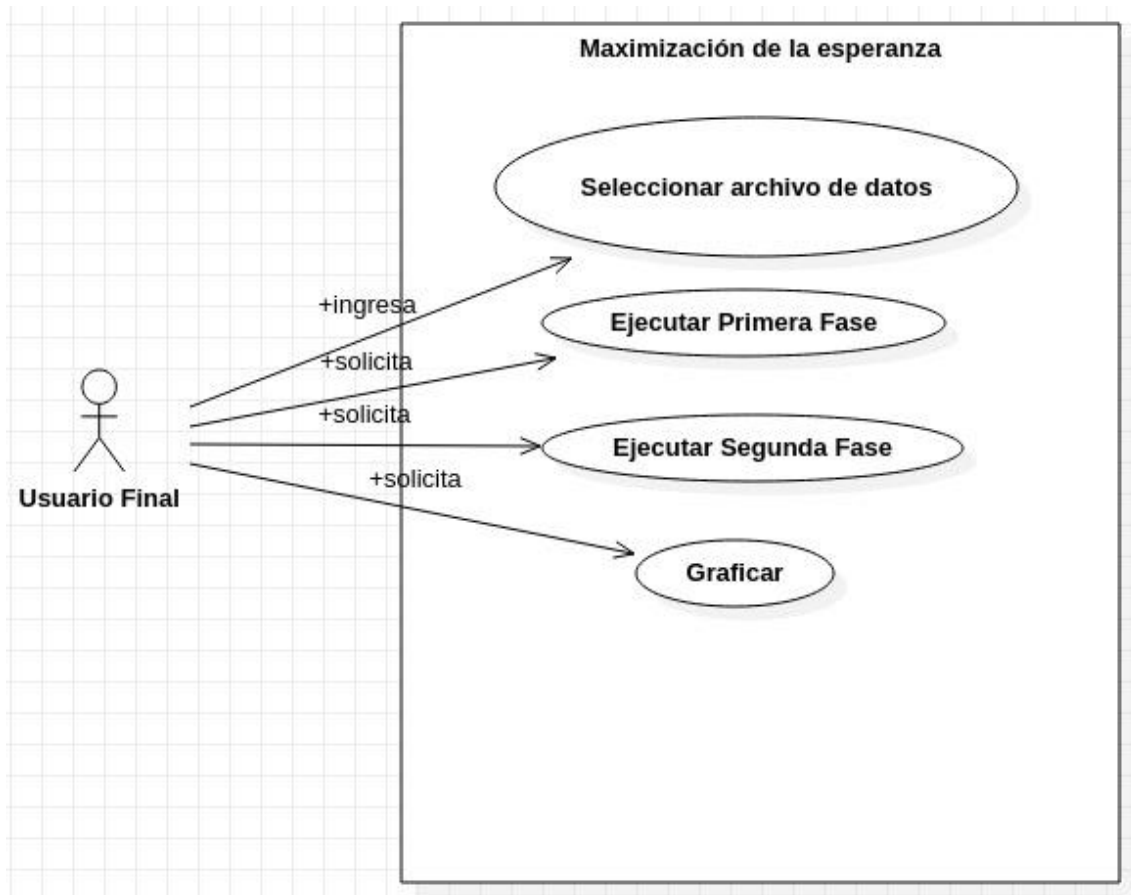 Maximización de la esperanza
Seleccionar archivo de datos
+ingresa
Ejecutar Primera Fase
+solicita
+solicita
Ejecutar Segunda Fase
+solicita
Usuario Final
Graficar